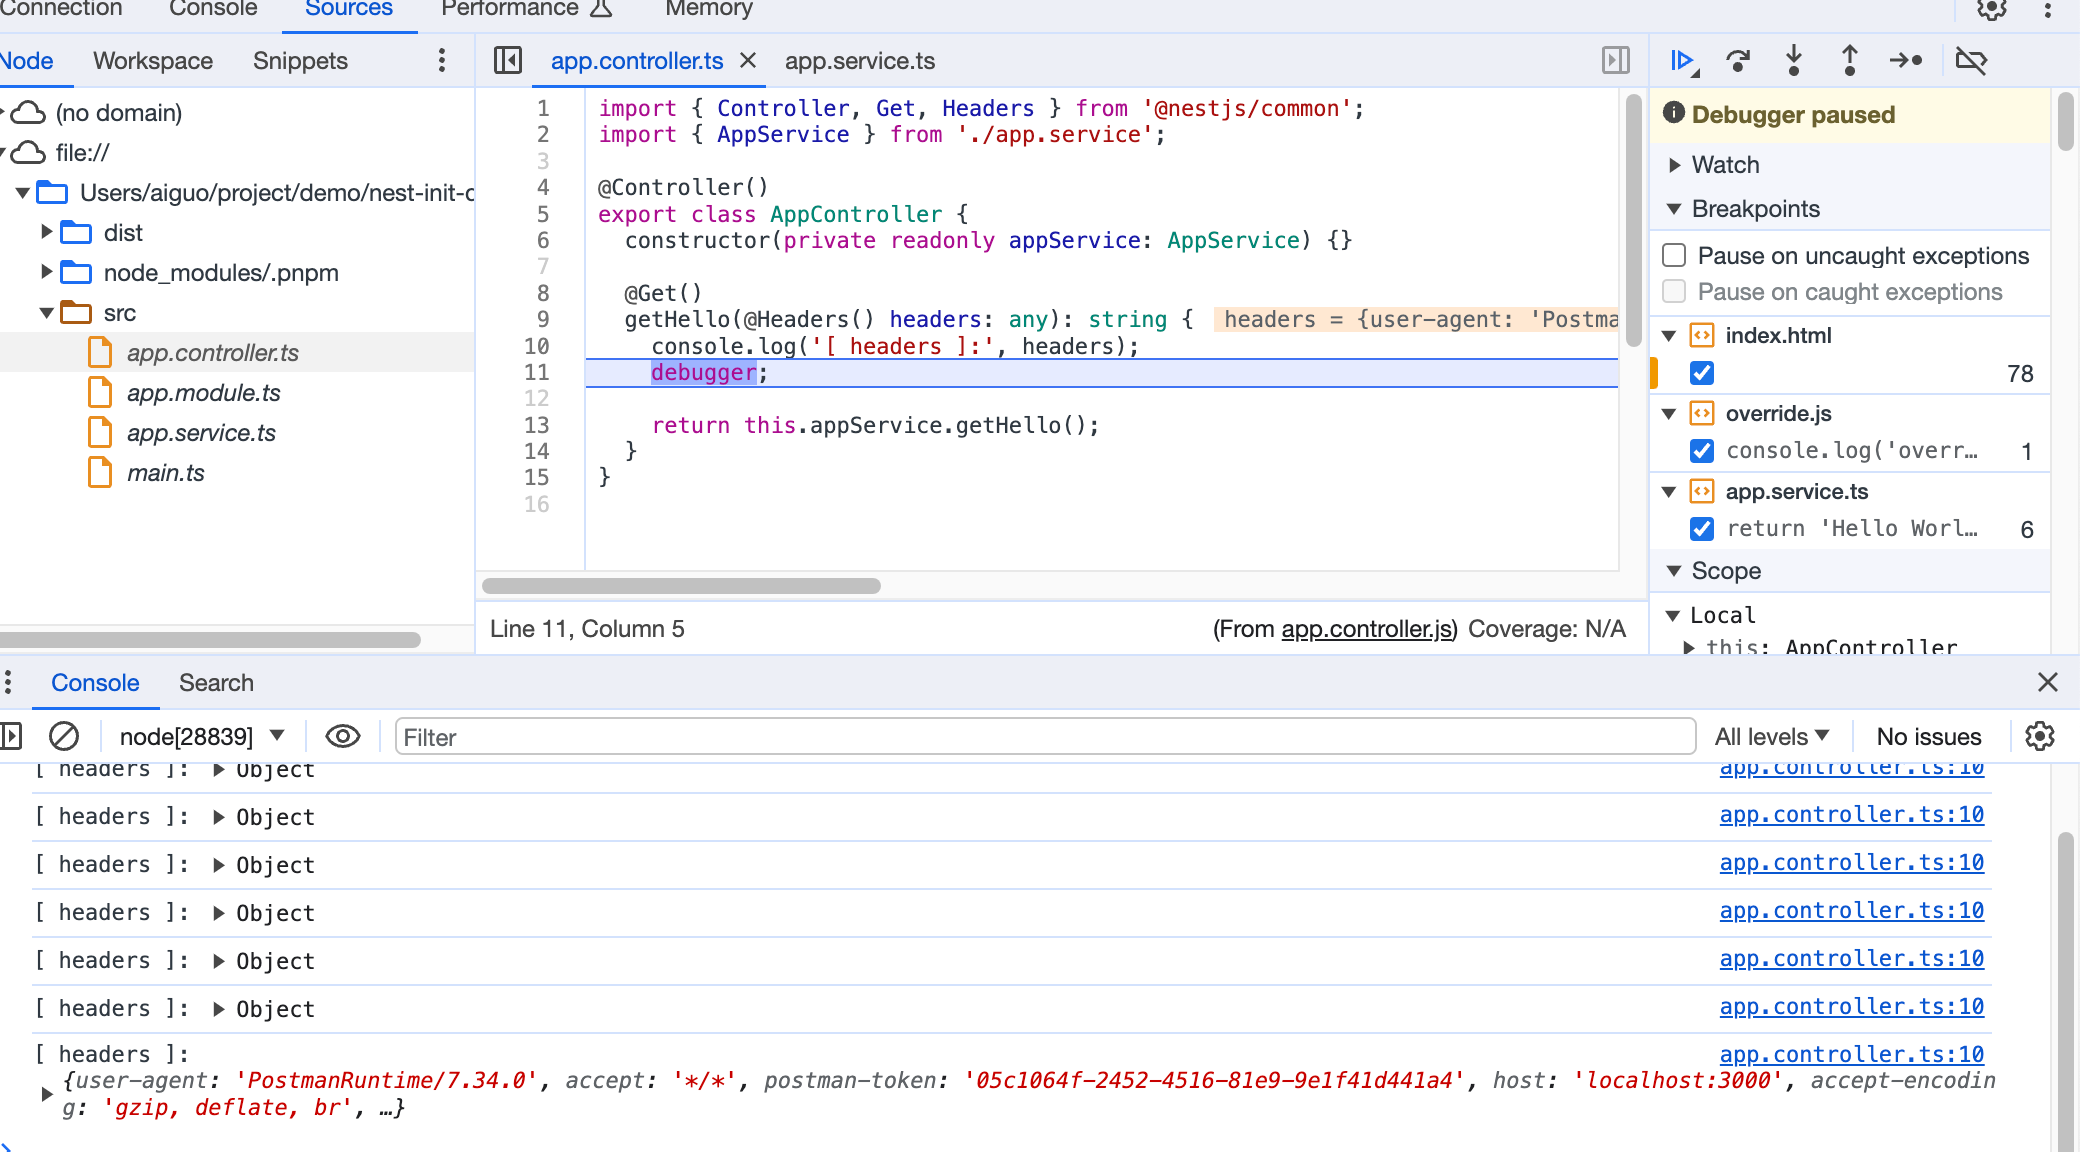 Connection Console Sources Performance Memory
Node Workspace Snippets
app.controller.ts app.service.ts
(no domain)
file://
Users/aiguo/project/demo/nest-init-
dist
node_modules/.pnpm
src
app.controller.ts
app.module.ts
app.service.ts
main.ts
1 import { Controller, Get, Headers } from '@nestjs/common';
2 import { AppService } from './app.service';
3
4 @Controller()
5 export class AppController {
6 constructor(private readonly appService: AppService) {}
7
8 @Get()
9 getHello(@Headers() headers: any): string { headers = {user-agent: 'Postma
10 console.log('[ headers ]:', headers);
11 debugger;
12
13 return this.appService.getHello();
14 }
15 }
16
Line 11, Column 5 (From app.controller.js) Coverage: N/A
Debugger paused
Watch
Breakpoints
Pause on uncaught exceptions
Pause on caught exceptions
index.html
78
override.js
console.log('overr… 1
app.service.ts
return 'Hello Worl… 6
Scope
Local
this: AppController
Console Search
node[28839] Filter All levels No issues
[ headers ]: Object app.controller.ts:10
[ headers ]: Object app.controller.ts:10
[ headers ]: Object app.controller.ts:10
[ headers ]: Object app.controller.ts:10
[ headers ]: Object app.controller.ts:10
[ headers ]: Object app.controller.ts:10
[ headers ]: app.controller.ts:10
{user-agent: 'PostmanRuntime/7.34.0', accept: '*/*', postman-token: '05c1064f-2452-4516-81e9-9e1f41d441a4', host: 'localhost:3000', accept-encodin
g: 'gzip, deflate, br', …}